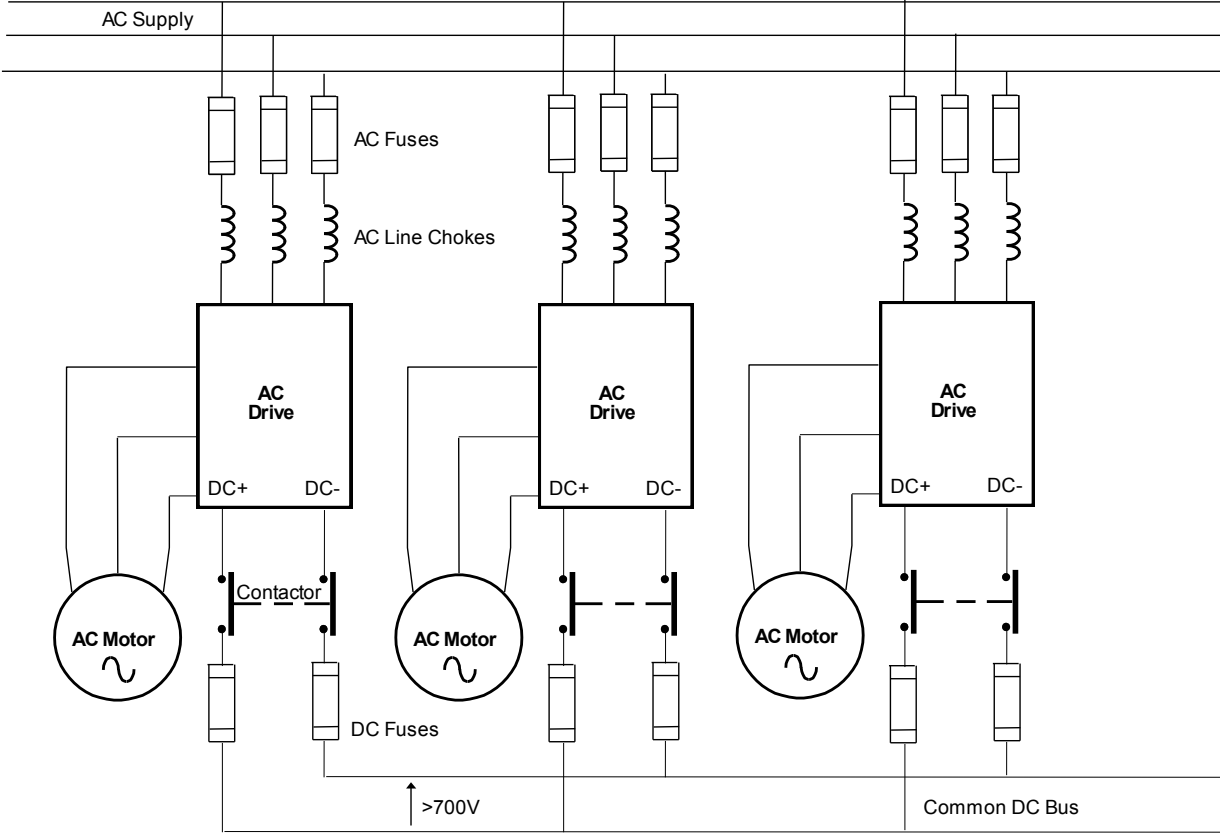 AC Supply
AC Fuses
AC Line Chokes
AC
Drive
AC
Drive
AC
Drive
DC+ DC-
DC+ DC-
DC+ DC-
Contactor
AC Motor
AC Motor
AC Motor
DC Fuses
>700V
Common DC Bus